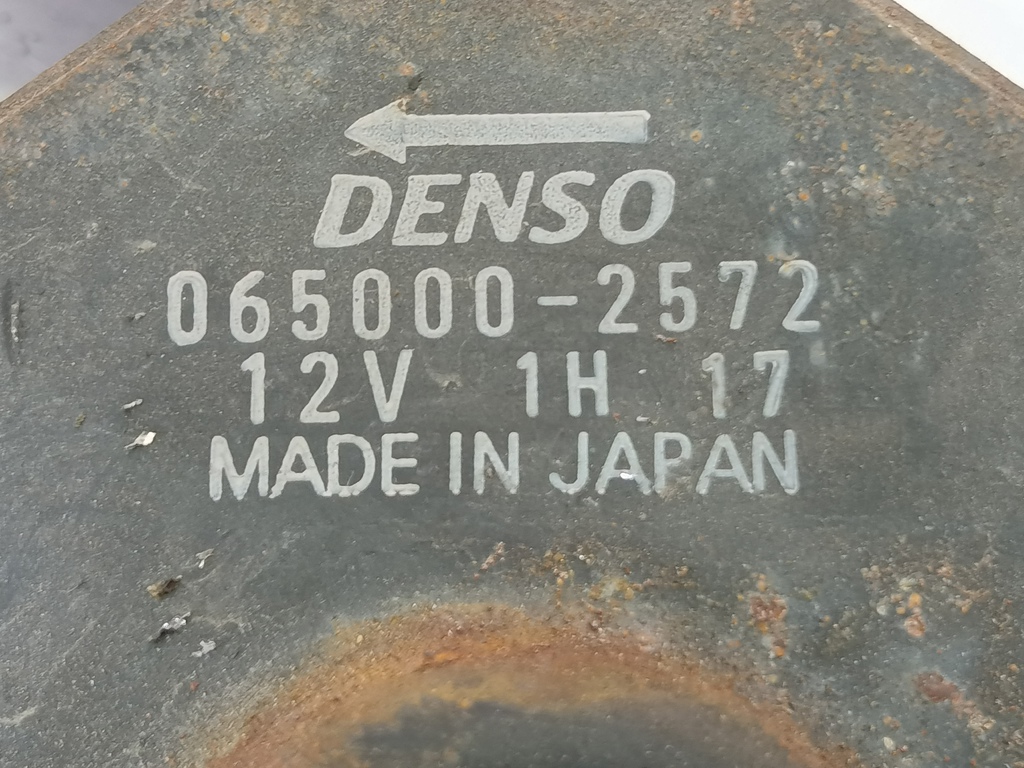 DENSO
065000-2572
12V 1H 17
MADE IN JAPAN